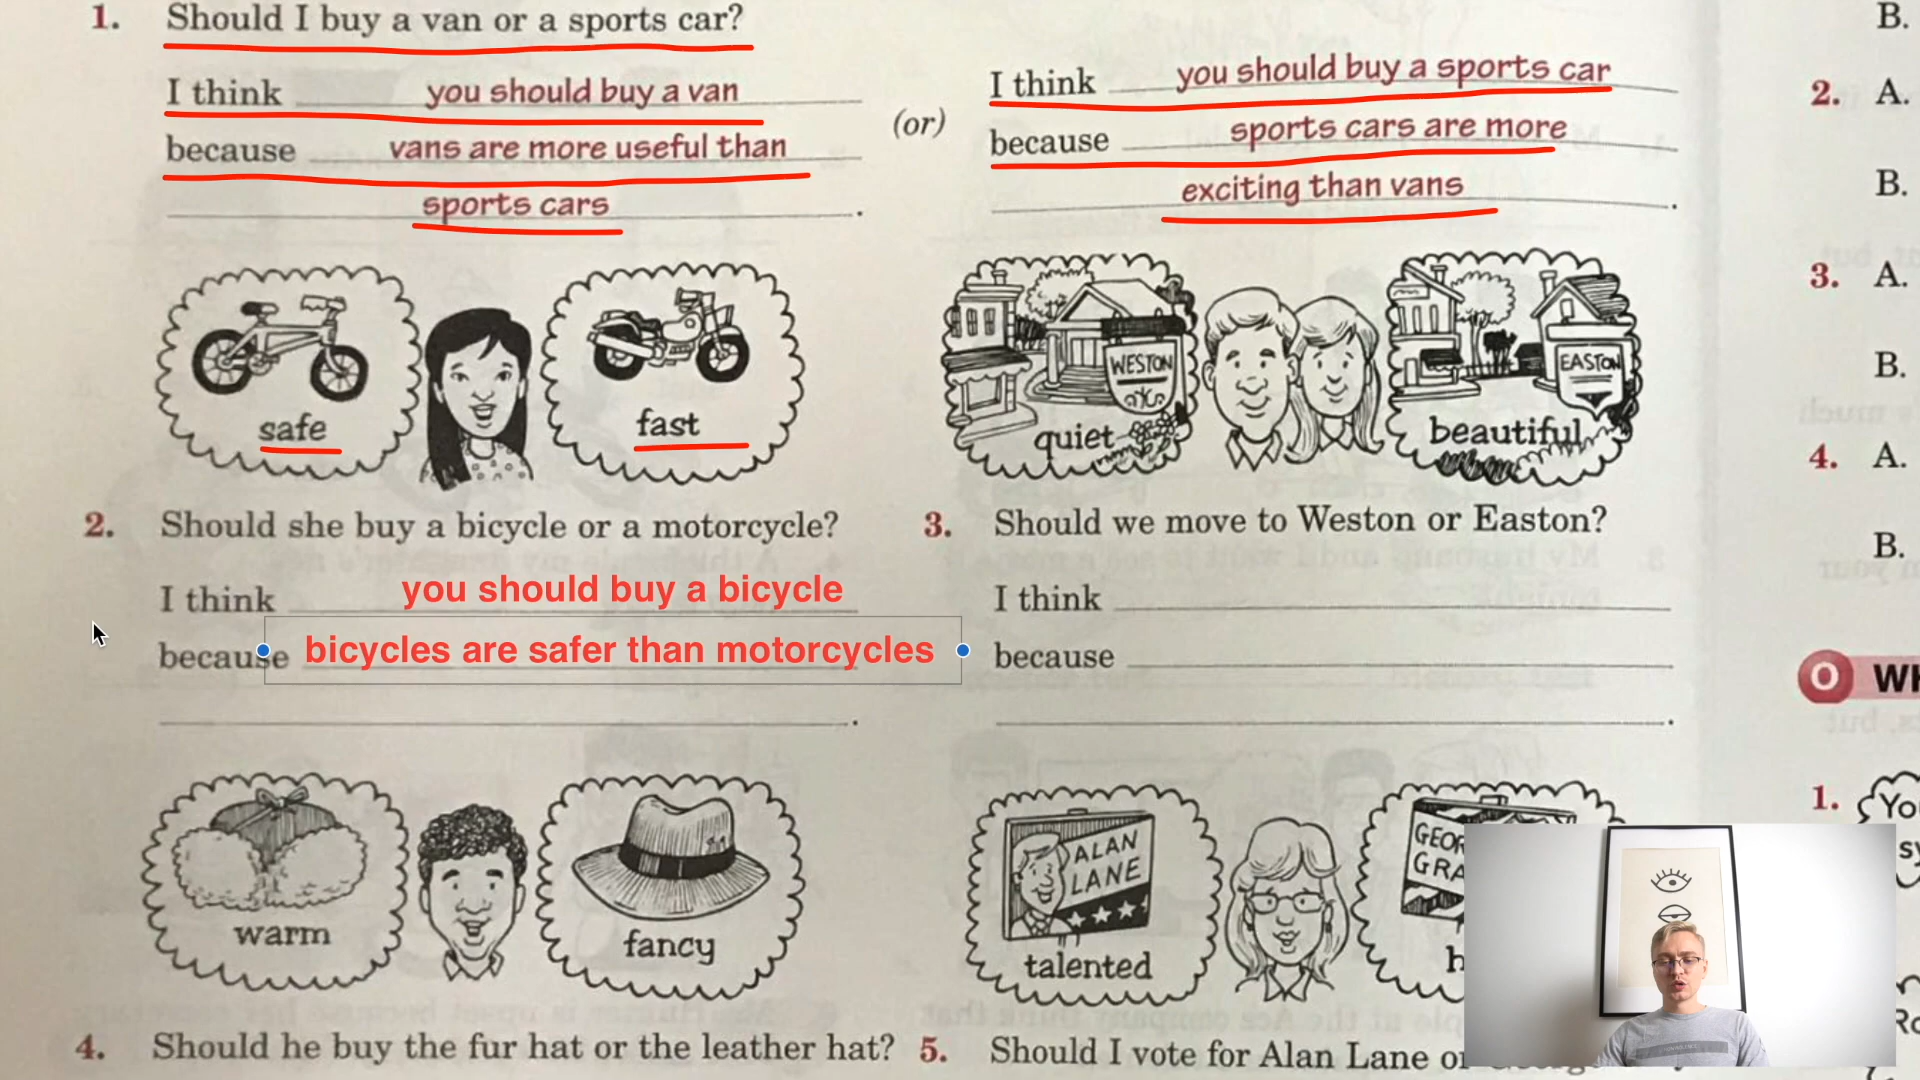 1. Should I buy a van or a sports car?
I think you should buy a van
because vans are more useful than
sports cars.
(or)
I think you should buy a sports car
because sports cars are more
exciting than vans.
safe
fast
WESTON
quiet
EASTON
beautiful
2. Should she buy a bicycle or a motorcycle?
I think you should buy a bicycle
because bicycles are safer than motorcycles
.
3. Should we move to Weston or Easton?
I think
because
.
warm
fancy
ALAN
LANE
talented
4. Should he buy the fur hat or the leather hat?
5. Should I vote for Alan Lane
B.
2. A.
B.
3. A.
B.
4. A.
B.
O
1.